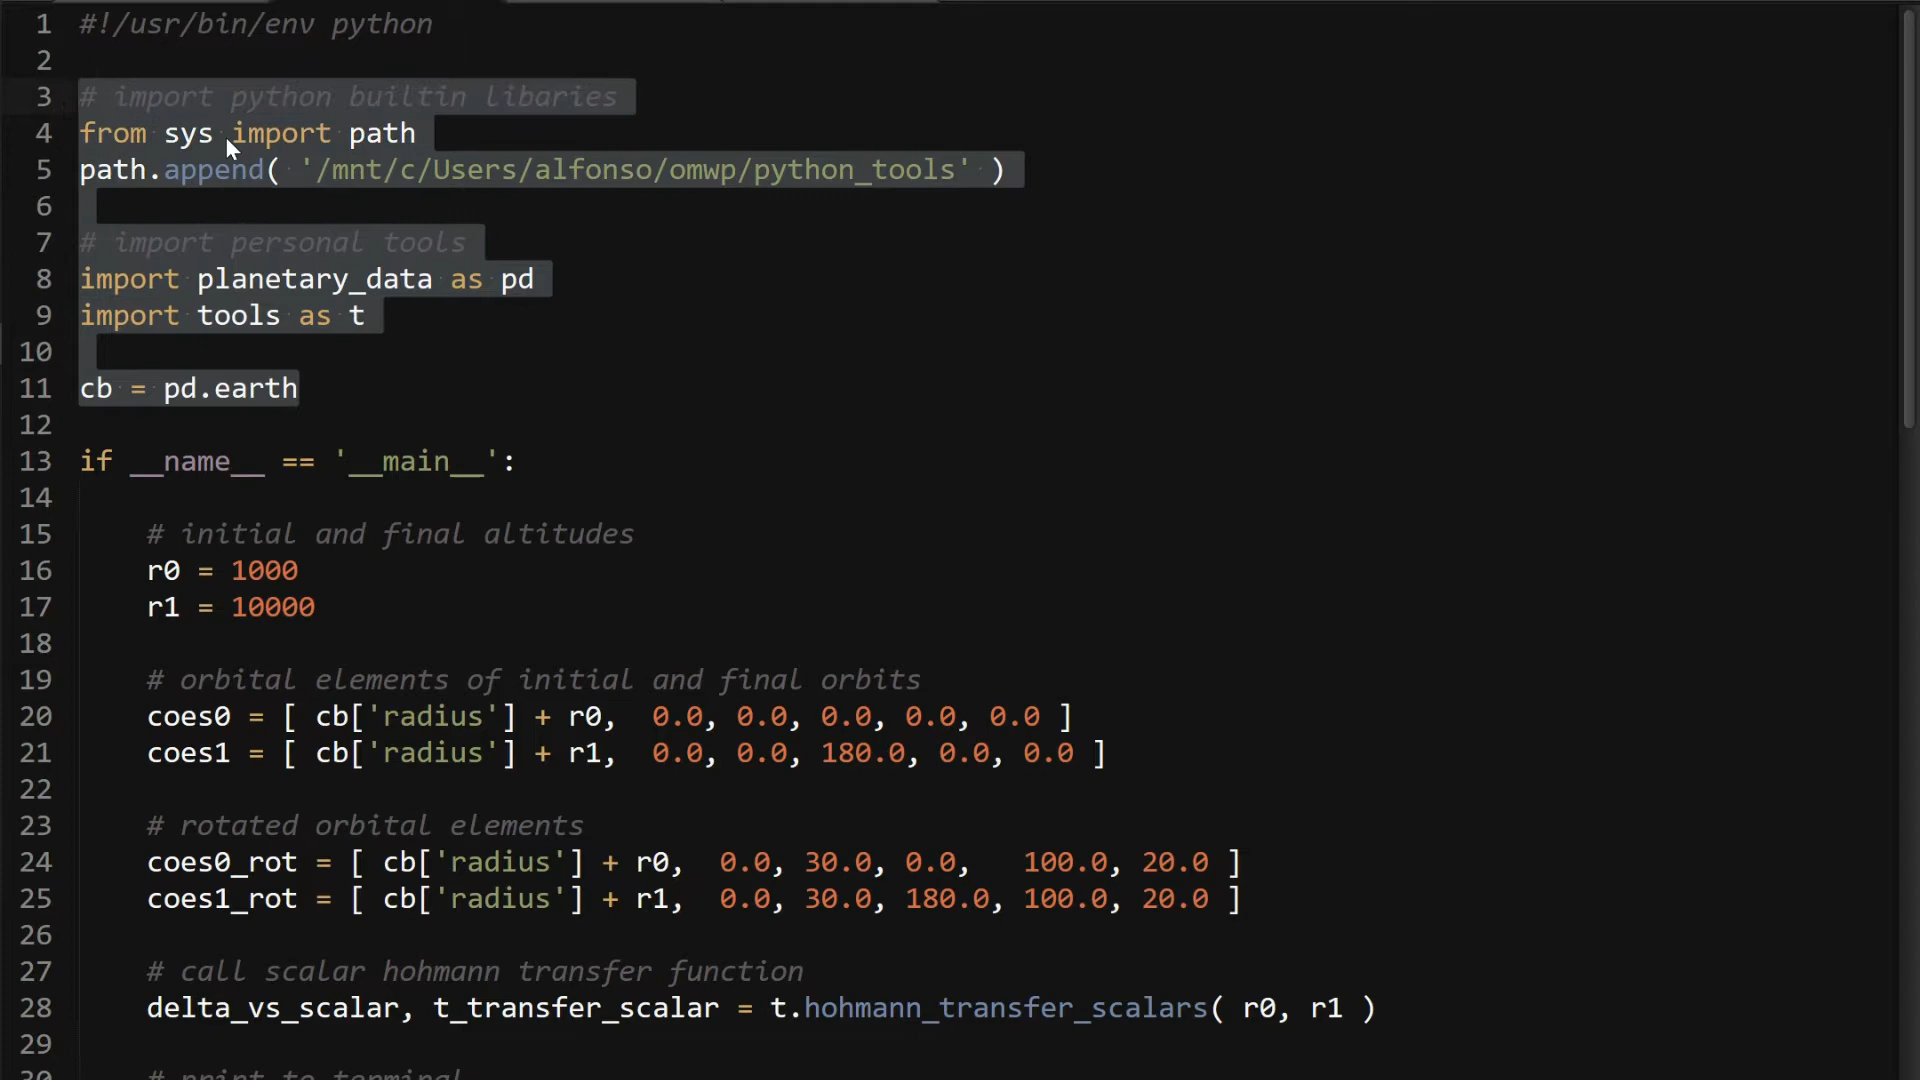 1 #!/usr/bin/env python
2
3 # import python builtin libaries
4 from sys import path
5 path.append( '/mnt/c/Users/alfonso/omwp/python_tools' )
6
7 # import personal tools
8 import planetary_data as pd
9 import tools as t
10
11 cb = pd.earth
12
13 if __name__ == '__main__':
14
15 # initial and final altitudes
16 r0 = 1000
17 r1 = 10000
18
19 # orbital elements of initial and final orbits
20 coes0 = [ cb['radius'] + r0,  0.0, 0.0, 0.0, 0.0, 0.0 ]
21 coes1 = [ cb['radius'] + r1,  0.0, 0.0, 180.0, 0.0, 0.0 ]
22
23 # rotated orbital elements
24 coes0_rot = [ cb['radius'] + r0,  0.0, 30.0, 0.0,   100.0, 20.0 ]
25 coes1_rot = [ cb['radius'] + r1,  0.0, 30.0, 180.0, 100.0, 20.0 ]
26
27 # call scalar hohmann transfer function
28 delta_vs_scalar, t_transfer_scalar = t.hohmann_transfer_scalars( r0, r1 )
29
30 # print to terminal